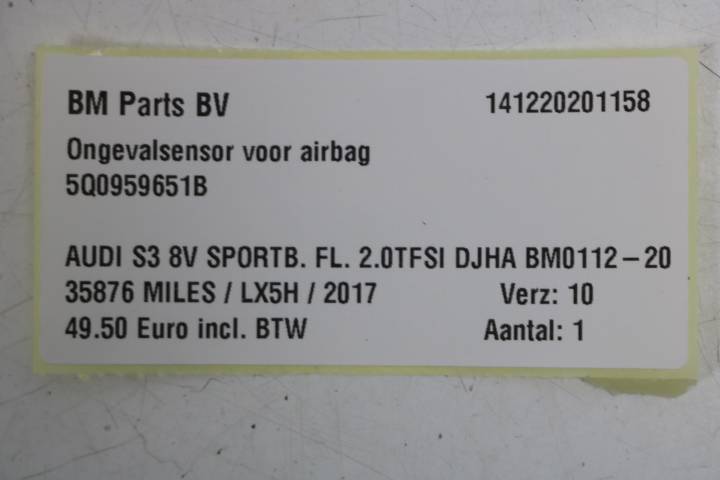 BM Parts BV 141220201158
Ongevalsensor voor airbag
5Q0959651B
AUDI S3 8V SPORTB. FL. 2.0TFSI DJHA BM0112-20
35876 MILES / LX5H / 2017 Verz: 10
49.50 Euro incl. BTW Aantal: 1